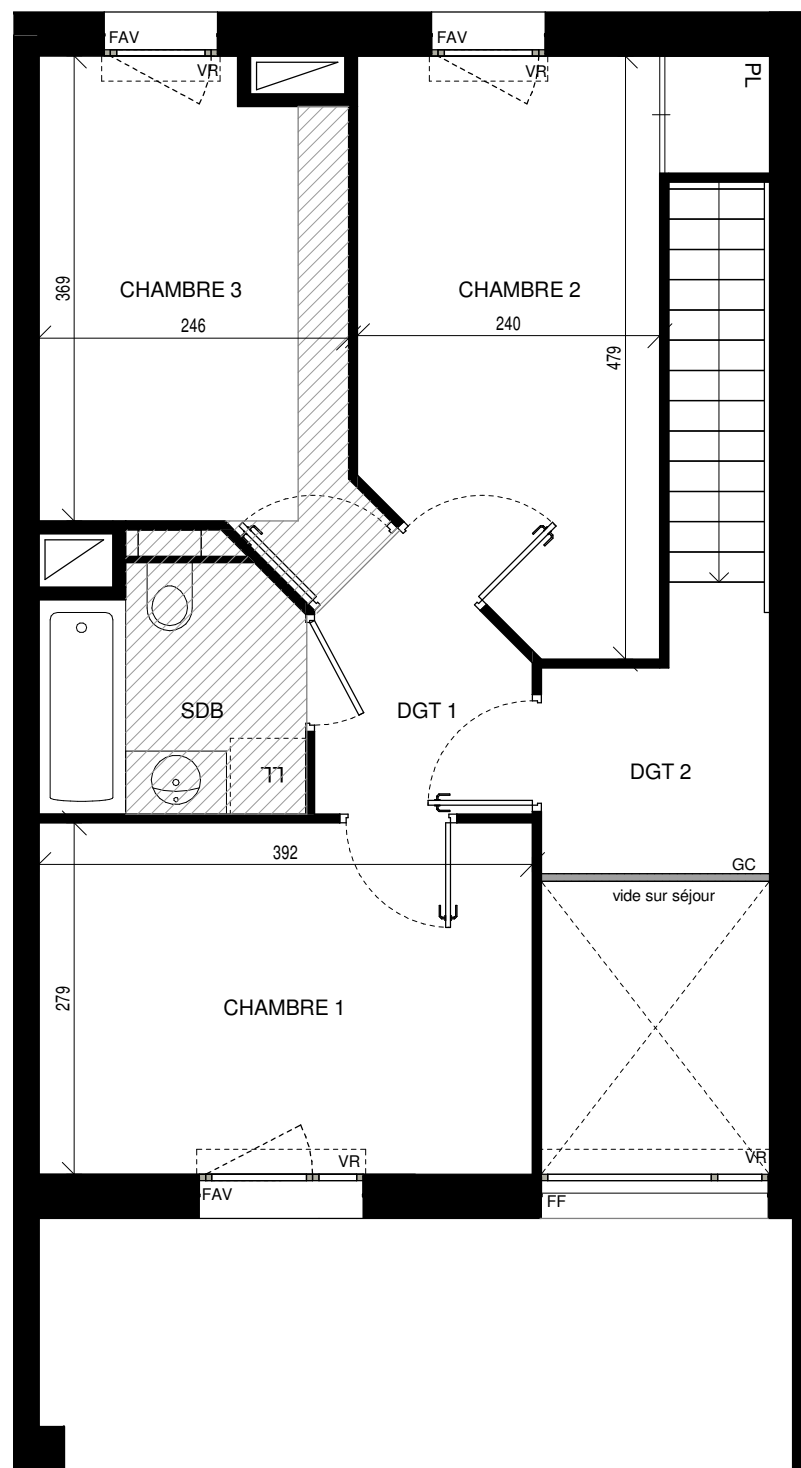 FAV
VR
FAV
VR
PL
369
CHAMBRE 3
246
CHAMBRE 2
240
479
SDB
LL
DGT 1
DGT 2
392
GC
vide sur séjour
279
CHAMBRE 1
VR
FAV
VR
FF